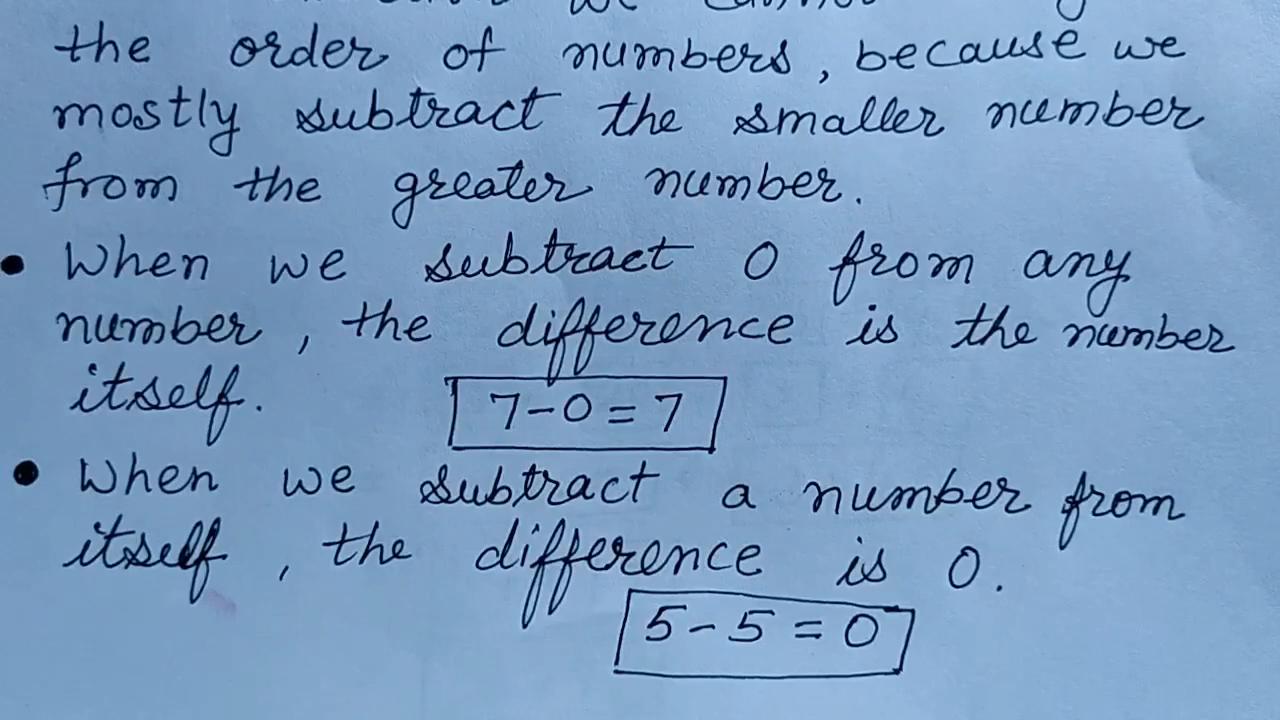 the order of numbers, because we
mostly subtract the smaller number
from the greater number.
• When we subtract 0 from any
number, the difference is the number
itself.
7-0=7
• When we subtract a number from
itself, the difference is 0.
5-5=0